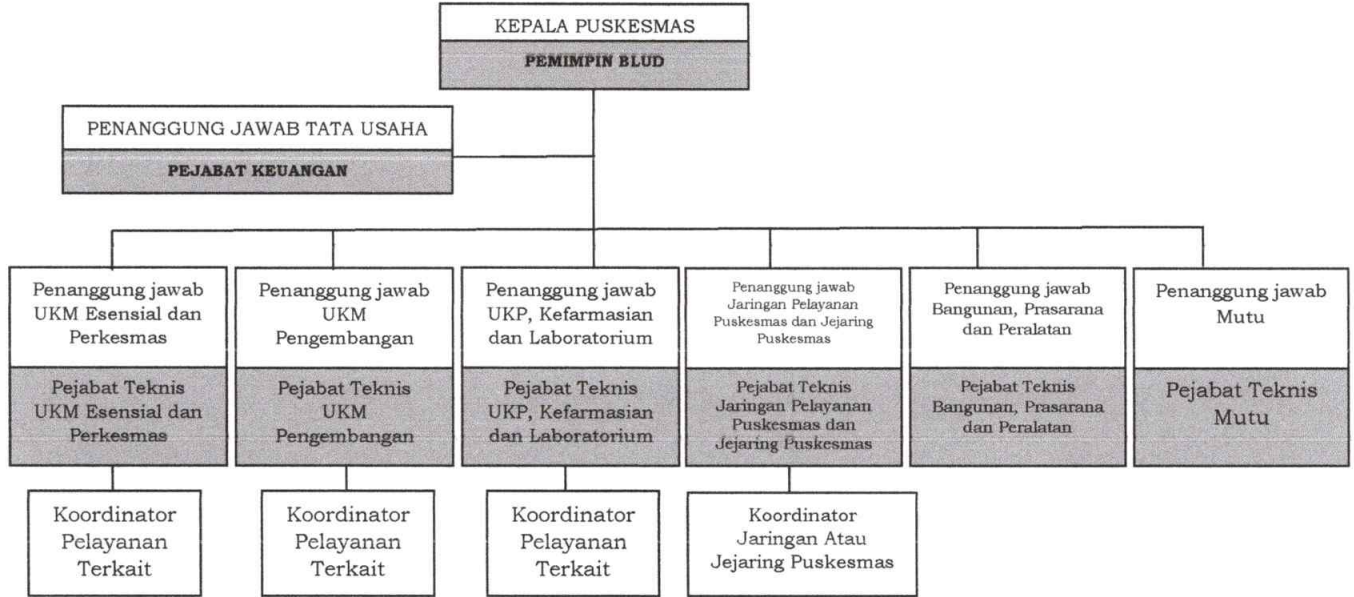 KEPALA PUSKESMAS
PEMIMPIN BLUD
PENANGGUNG JAWAB TATA USAHA
PEJABAT KEUANGAN
Penanggung jawab
UKM Esensial dan
Perkesmas
Pejabat Teknis
UKM Esensial dan
Perkesmas
Koordinator
Pelayanan
Terkait
Penanggung jawab
UKM
Pengembangan
Pejabat Teknis
UKM
Pengembangan
Koordinator
Pelayanan
Terkait
Penanggung jawab
UKP, Kefarmasian
dan Laboratorium
Pejabat Teknis
UKP, Kefarmasian
dan Laboratorium
Koordinator
Pelayanan
Terkait
Penanggung jawab
Jaringan Pelayanan
Puskesmas dan Jejaring
Puskesmas
Pejabat Teknis
Jaringan Pelayanan
Puskesmas dan
Jejaring Puskesmas
Koordinator
Jaringan Atau
Jejaring Puskesmas
Penanggung jawab
Bangunan, Prasarana
dan Peralatan
Pejabat Teknis
Bangunan, Prasarana
dan Peralatan
Penanggung jawab
Mutu
Pejabat Teknis
Mutu